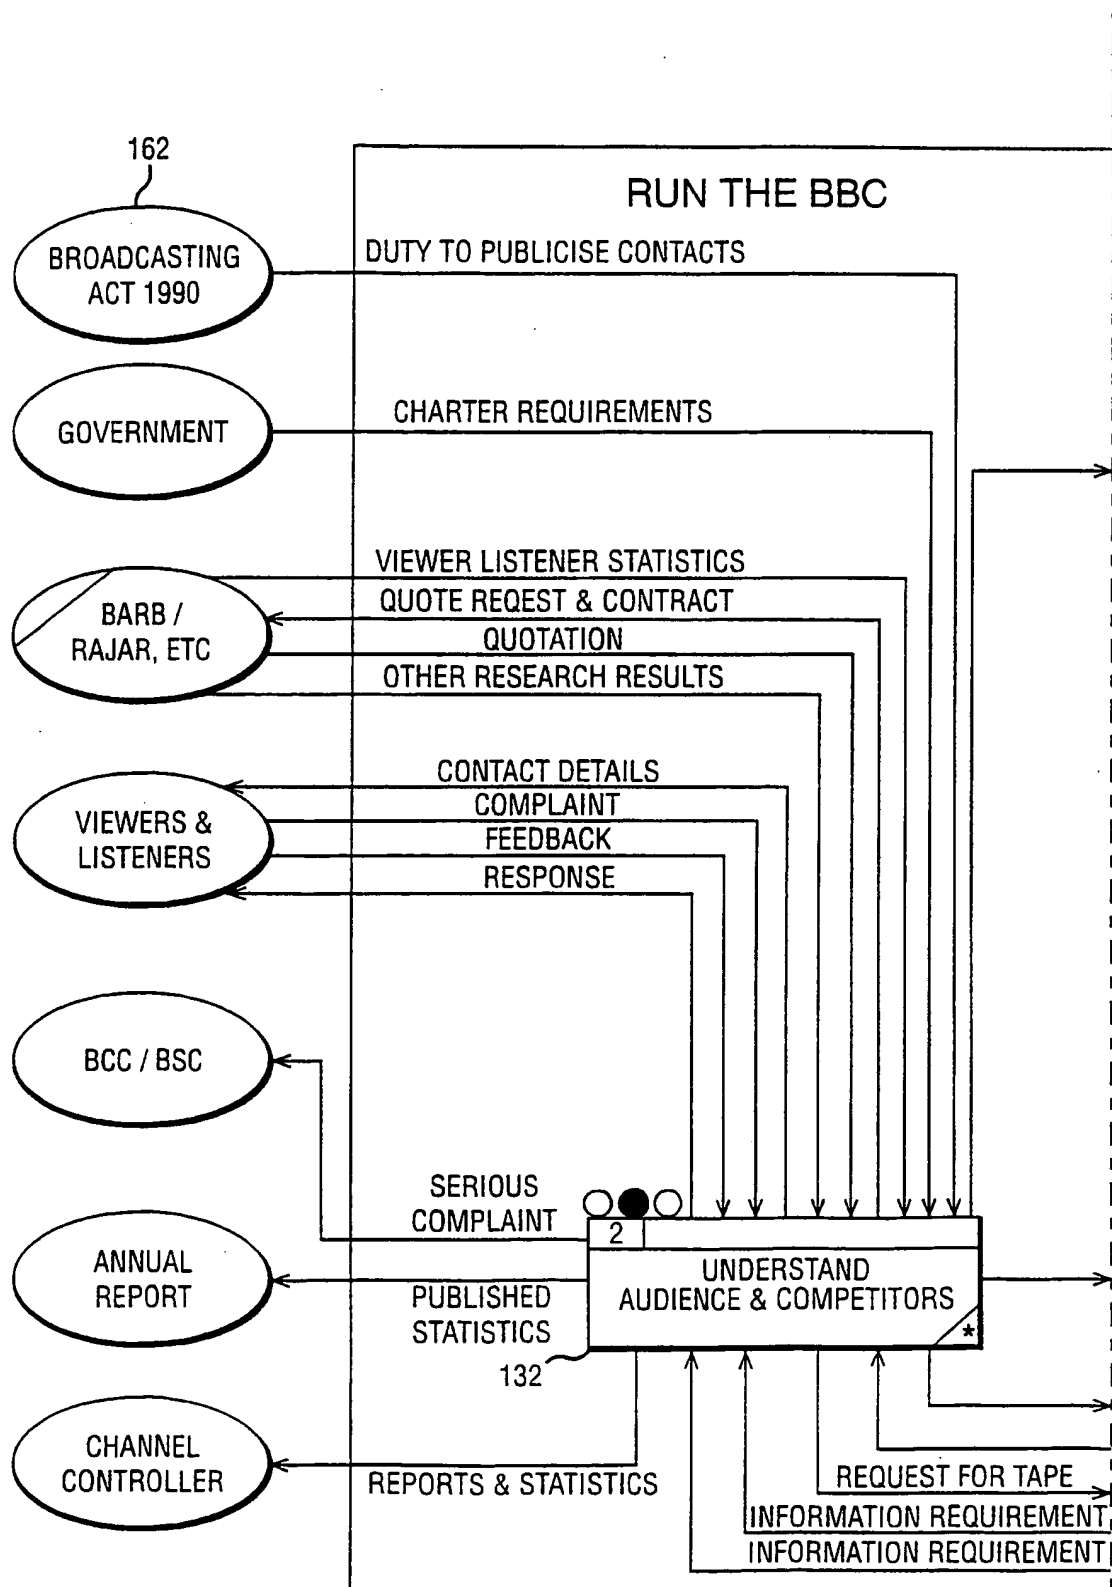 162
RUN THE BBC
BROADCASTING
ACT 1990
DUTY TO PUBLICISE CONTACTS
GOVERNMENT
CHARTER REQUIREMENTS
BARB /
RAJAR, ETC
VIEWER LISTENER STATISTICS
QUOTE REQEST & CONTRACT
QUOTATION
OTHER RESEARCH RESULTS
VIEWERS &
LISTENERS
CONTACT DETAILS
COMPLAINT
FEEDBACK
RESPONSE
BCC / BSC
SERIOUS
COMPLAINT
2
UNDERSTAND
AUDIENCE & COMPETITORS
*
ANNUAL
REPORT
PUBLISHED
STATISTICS
132
CHANNEL
CONTROLLER
REPORTS & STATISTICS
REQUEST FOR TAPE
INFORMATION REQUIREMENT
INFORMATION REQUIREMENT